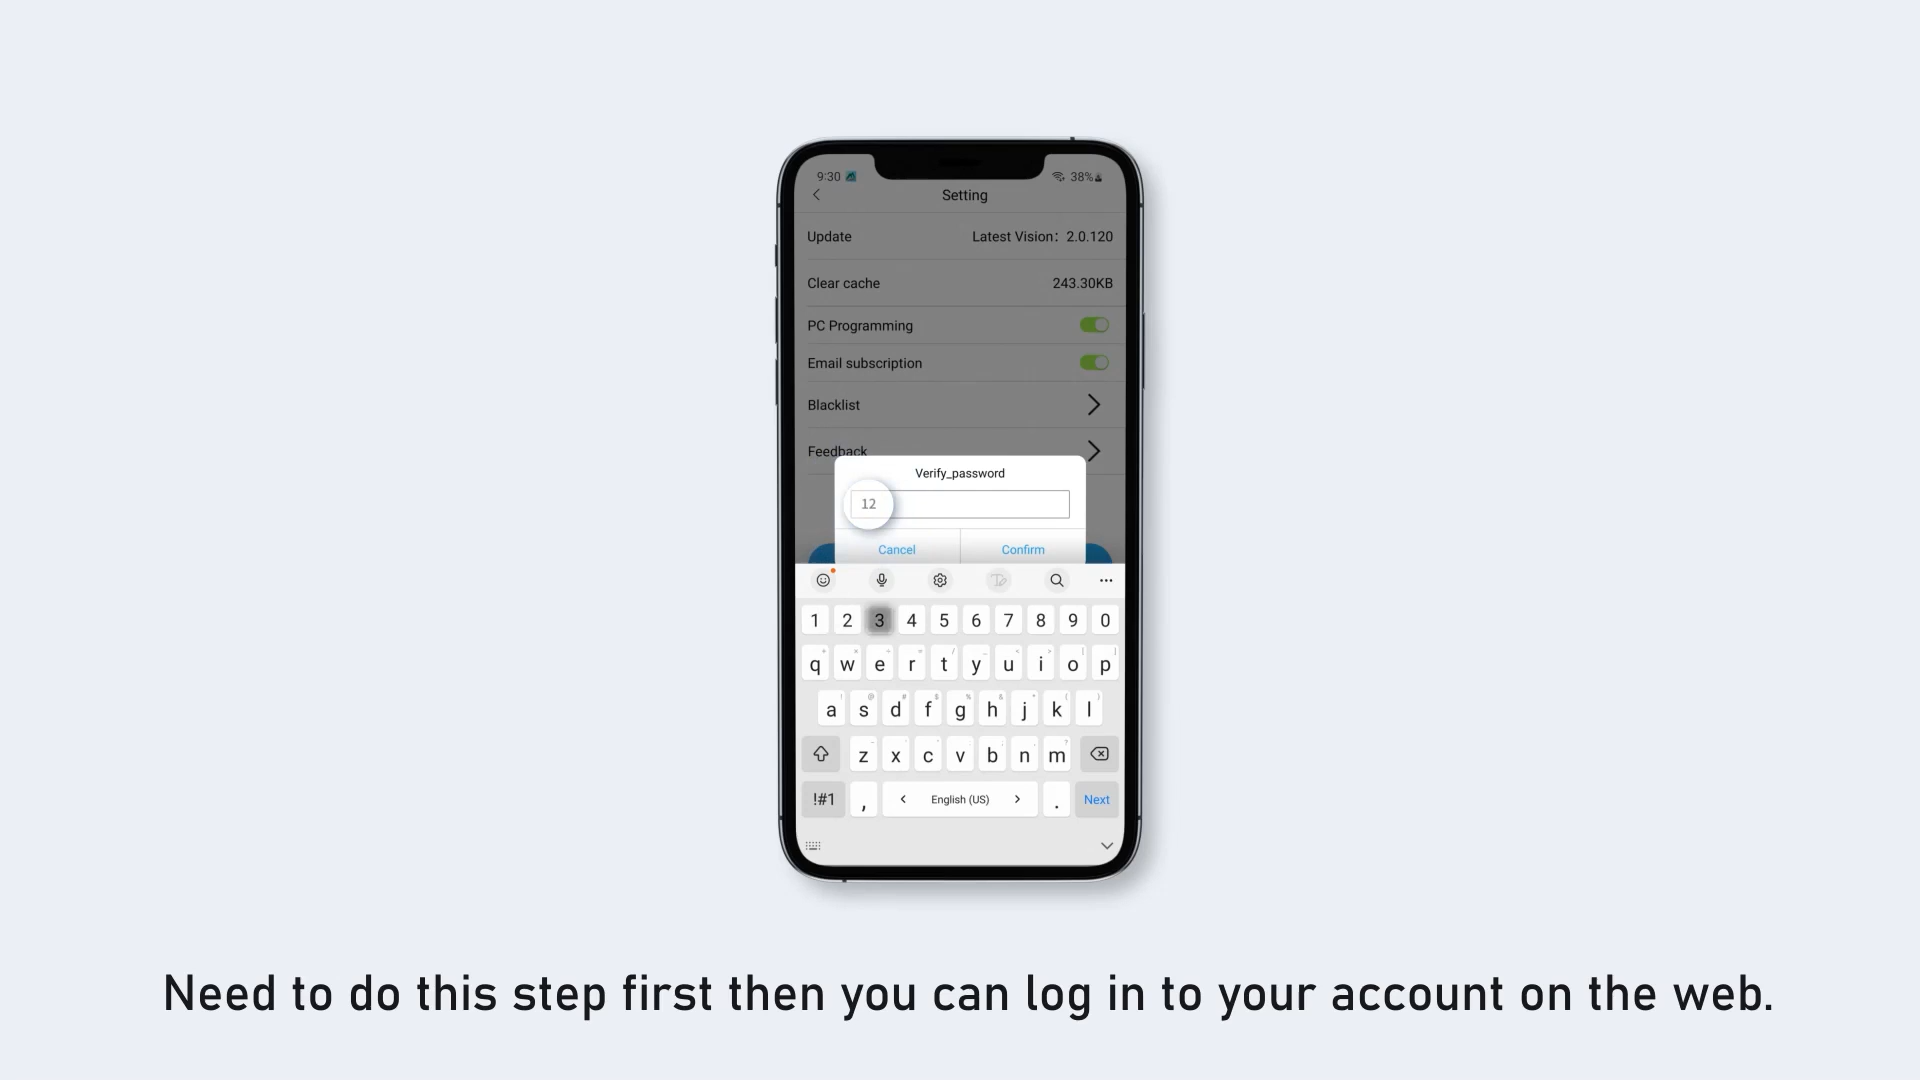 9:30 38%
Setting
Update Latest Vision: 2.0.120
Clear cache 243.30KB
PC Programming
Email subscription
Blacklist
Feedback
Verify_password
12
Cancel Confirm
1 2 3 4 5 6 7 8 9 0
q w e r t y u i o p
a s d f g h j k l
z x c v b n m
!#1 , < English (US) > . Next
Need to do this step first then you can log in to your account on the web.